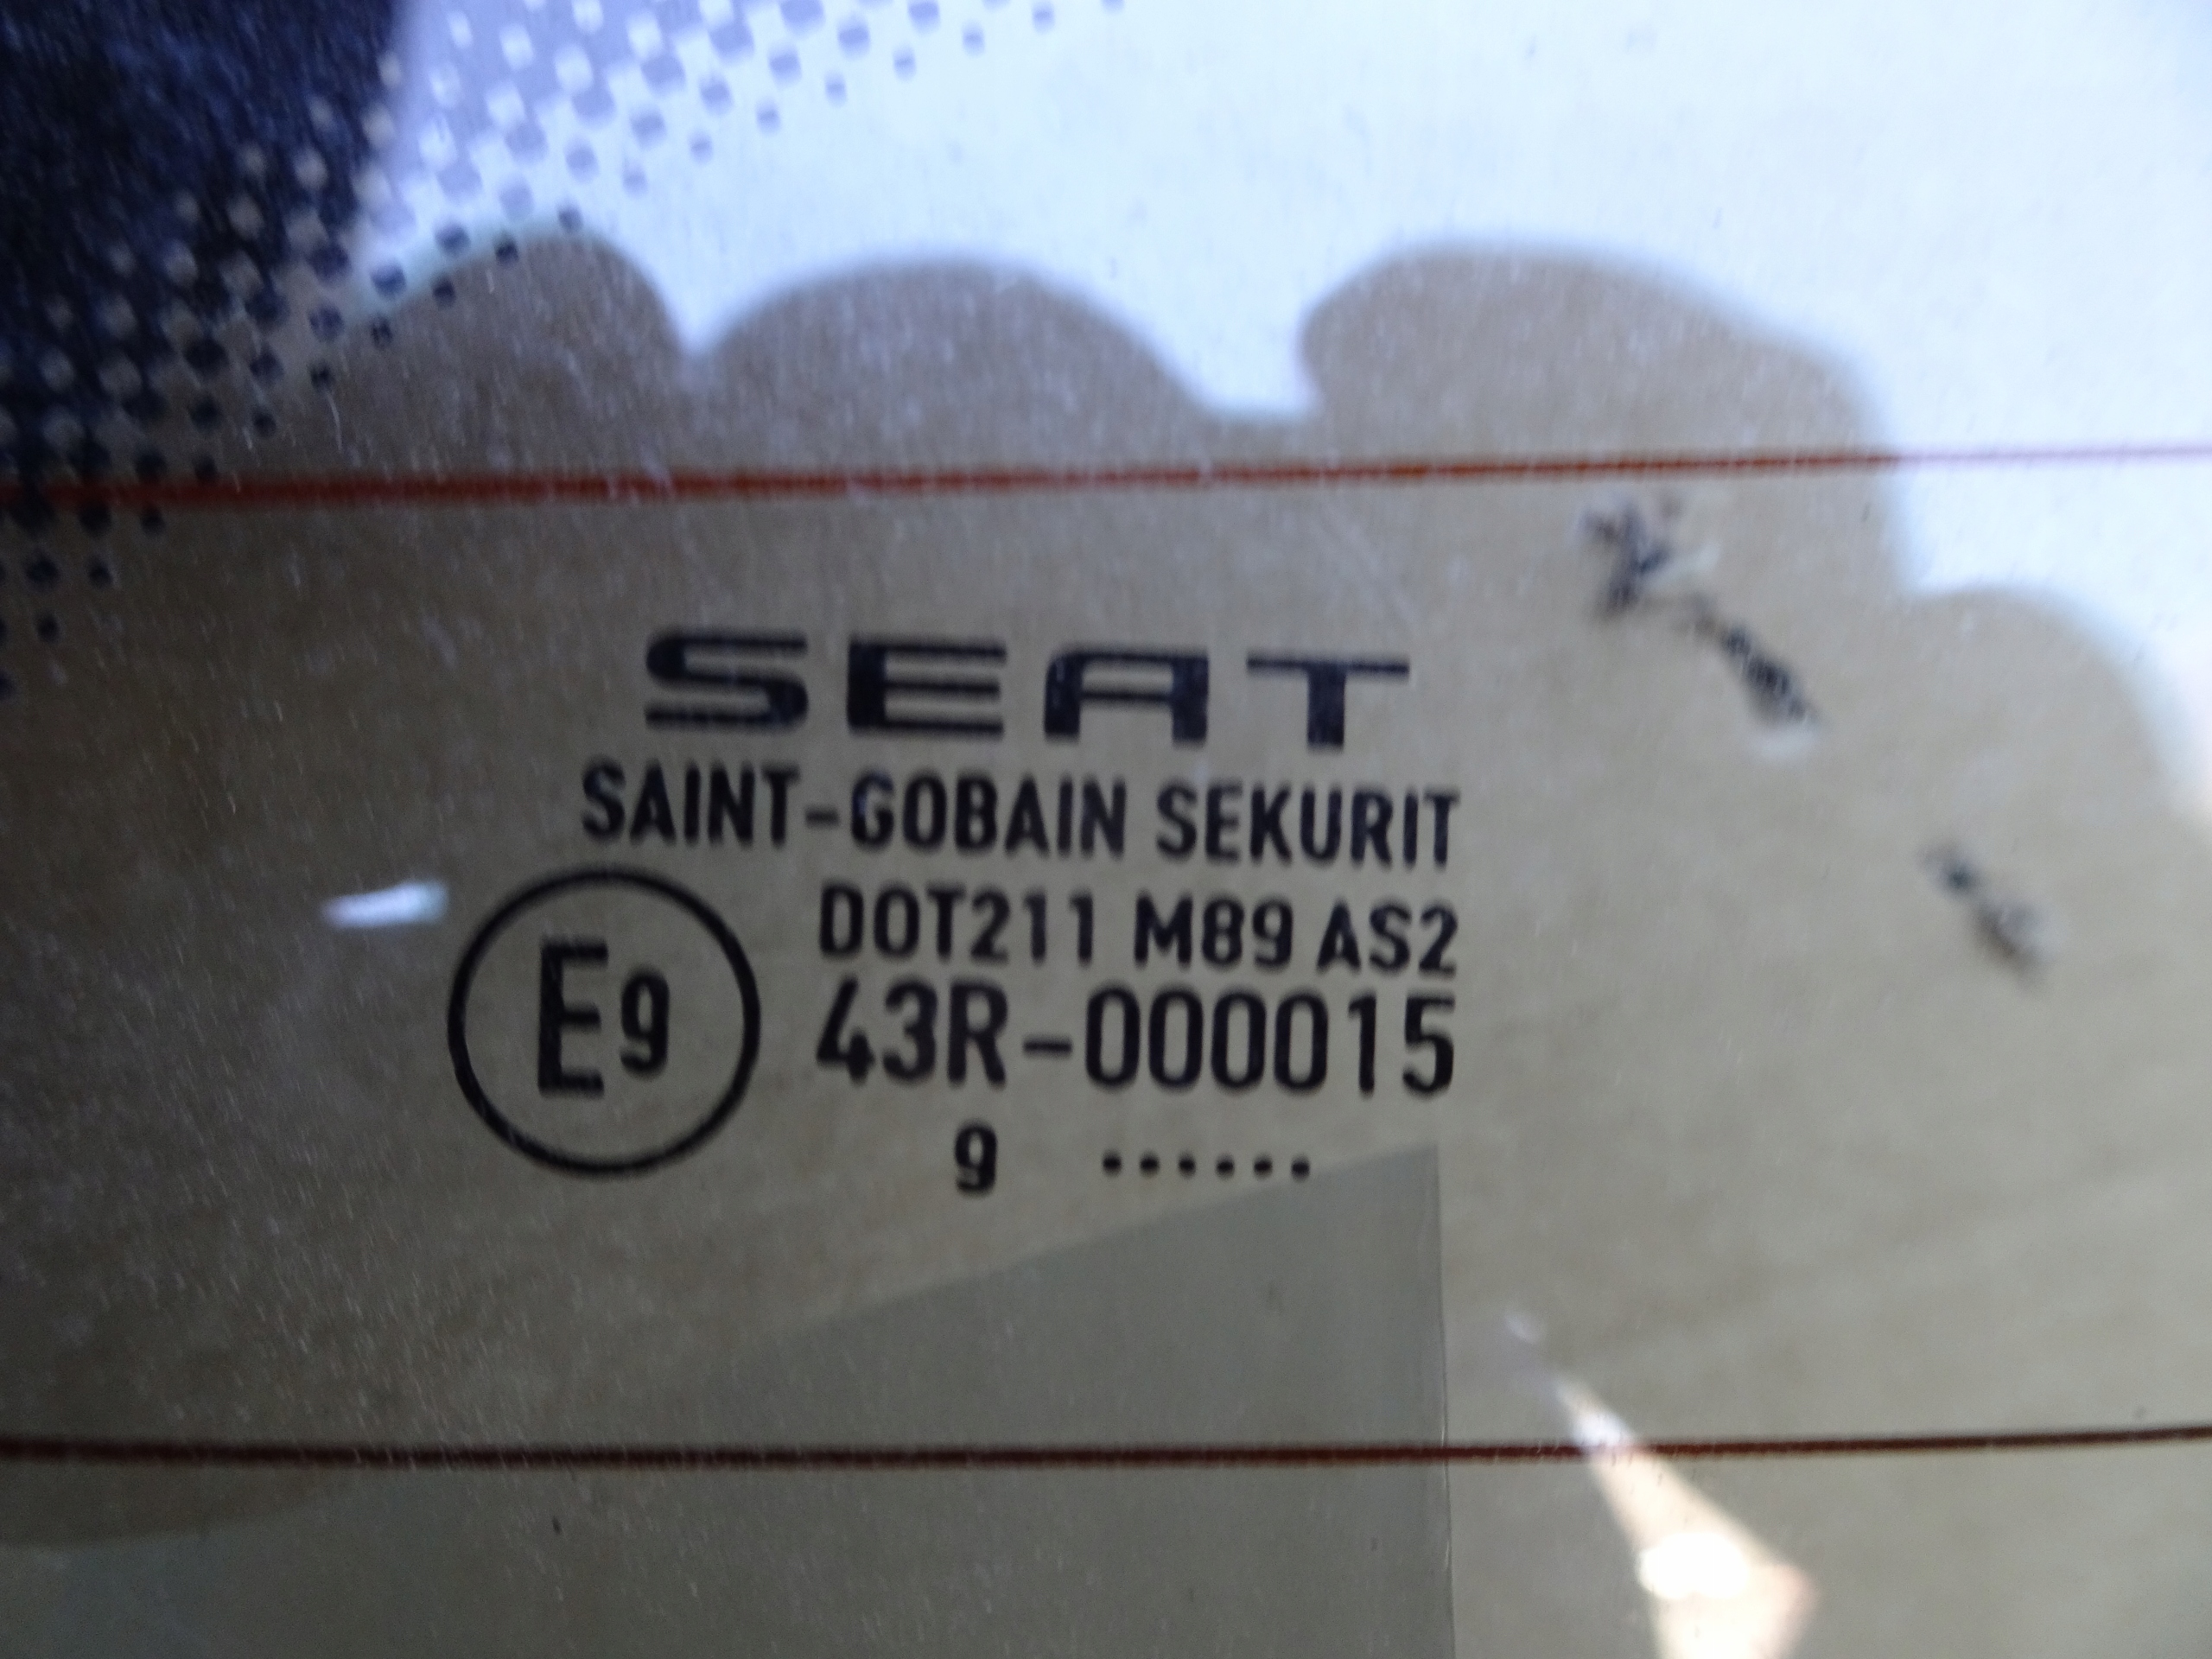 SEAT
SAINT-GOBAIN SEKURIT
DOT211 M89 AS2
E9 43R-000015
9 ......